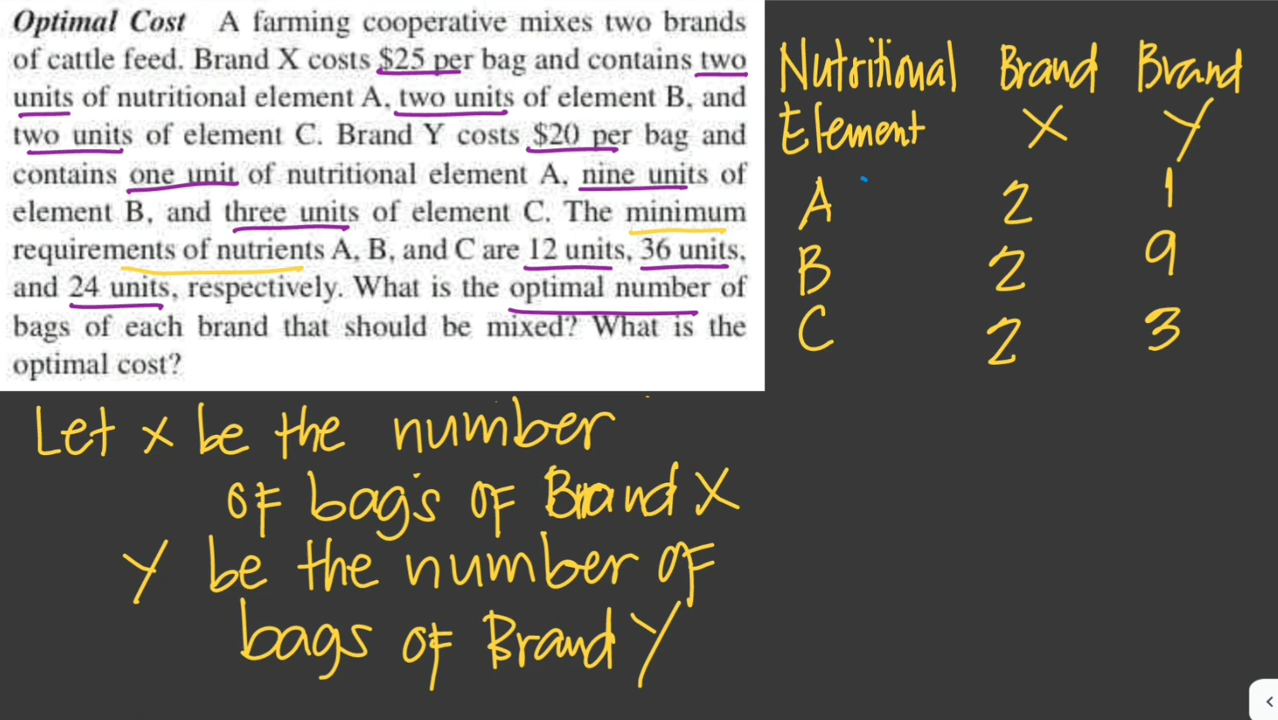 Optimal Cost A farming cooperative mixes two brands
of cattle feed. Brand X costs $25 per bag and contains two
units of nutritional element A, two units of element B, and
two units of element C. Brand Y costs $20 per bag and
contains one unit of nutritional element A, nine units of
element B, and three units of element C. The minimum
requirements of nutrients A, B, and C are 12 units, 36 units,
and 24 units, respectively. What is the optimal number of
bags of each brand that should be mixed? What is the
optimal cost?
Nutritional Brand Brand
Element X Y
A 2 1
B 2 9
C 2 3
Let x be the number
of bags of Brand X
y be the number of
bags of Brand Y